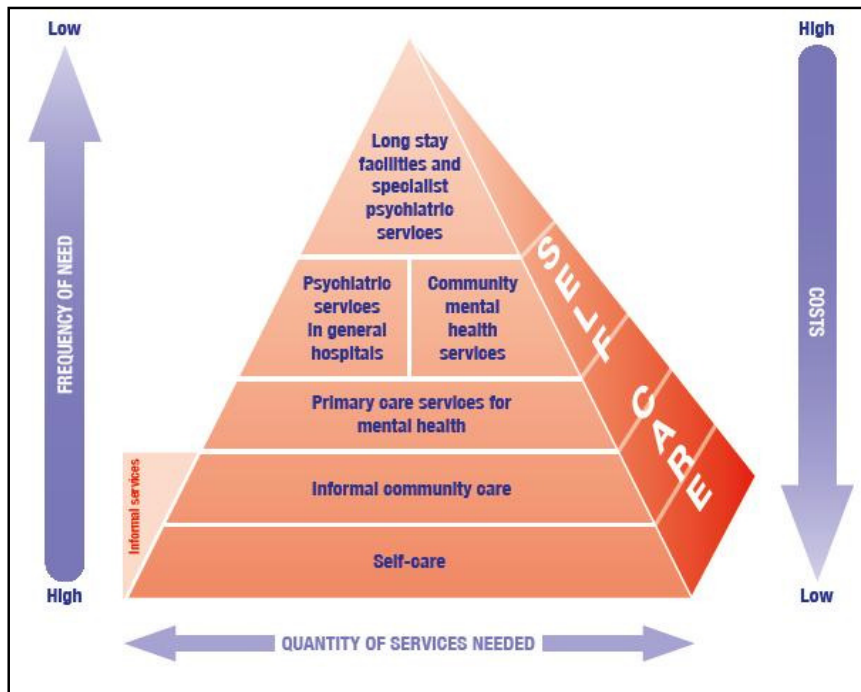 Low
High
Long stay
facilities and
specialist
psychiatric
services
Psychiatric
services
in general
hospitals
Community
mental
health
services
SELF CARE
FREQUENCY OF NEED
COSTS
Primary care services for
mental health
Informal services
Informal community care
Self-care
High
Low
QUANTITY OF SERVICES NEEDED